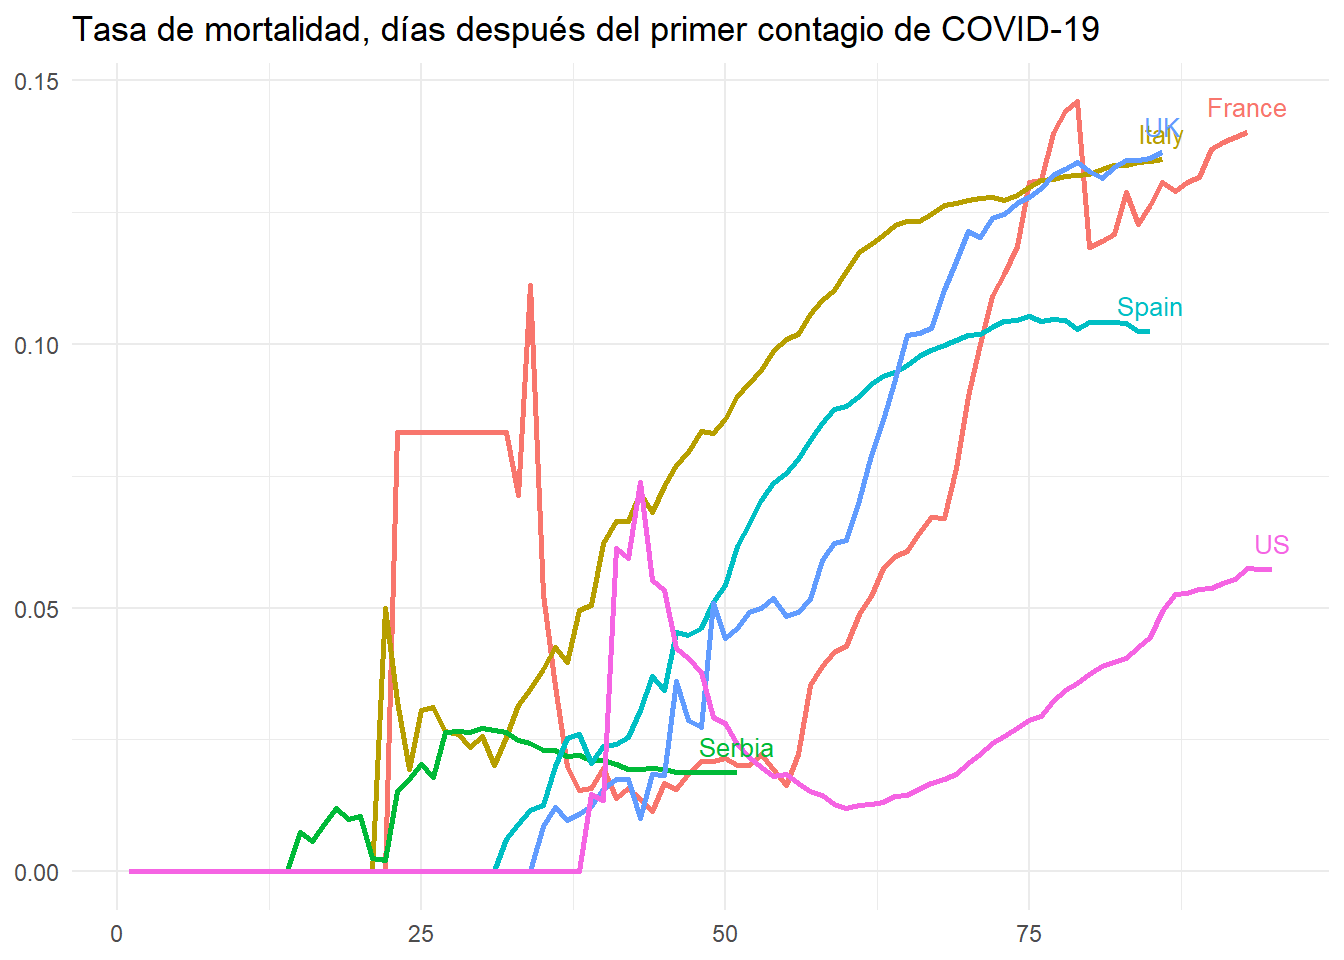 Tasa de mortalidad, días después del primer contagio de COVID-19
0.15
France
UK
Italy
Spain
0.10
US
0.05
Serbia
0.00
0 25 50 75